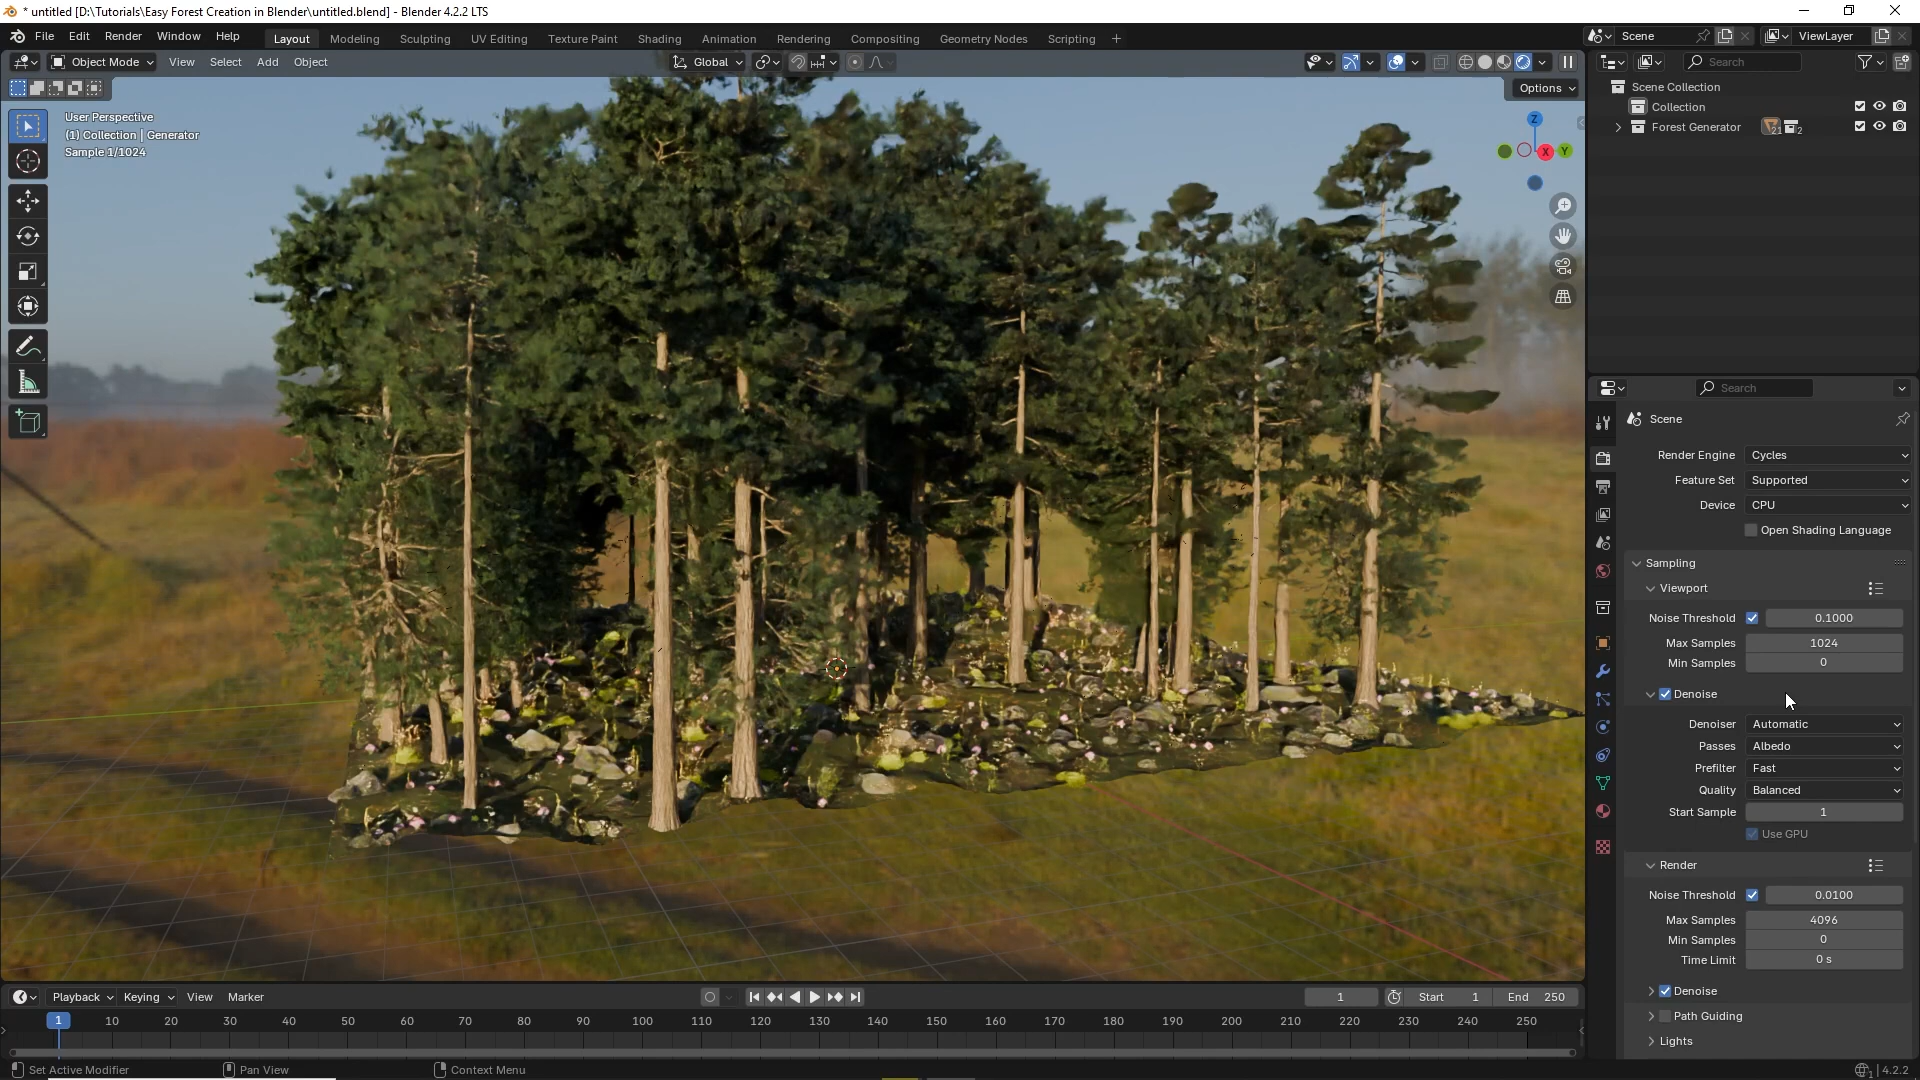 * untitled [D:\Tutorials\Easy Forest Creation in Blender\untitled.blend] - Blender 4.2.2 LTS
File Edit Render Window Help Layout Modeling Sculpting UV Editing Texture Paint Shading Animation Rendering Compositing Geometry Nodes Scripting + Scene ViewLayer
Object Mode View Select Add Object Global Search
Options
User Perspective
(1) Collection | Generator
Sample 1/1024
Z
X Y
Scene Collection
Collection
Forest Generator 21 2
Search
Scene
Render Engine Cycles
Feature Set Supported
Device CPU
Open Shading Language
Sampling
Viewport
Noise Threshold 0.1000
Max Samples 1024
Min Samples 0
Denoise
Denoiser Automatic
Passes Albedo
Prefilter Fast
Quality Balanced
Start Sample 1
Use GPU
Render
Noise Threshold 0.0100
Max Samples 4096
Min Samples 0
Time Limit 0 s
Denoise
Path Guiding
Lights
Playback Keying View Marker 1 Start 1 End 250
1 10 20 30 40 50 60 70 80 90 100 110 120 130 140 150 160 170 180 190 200 210 220 230 240 250
Set Active Modifier Pan View Context Menu 4.2.2